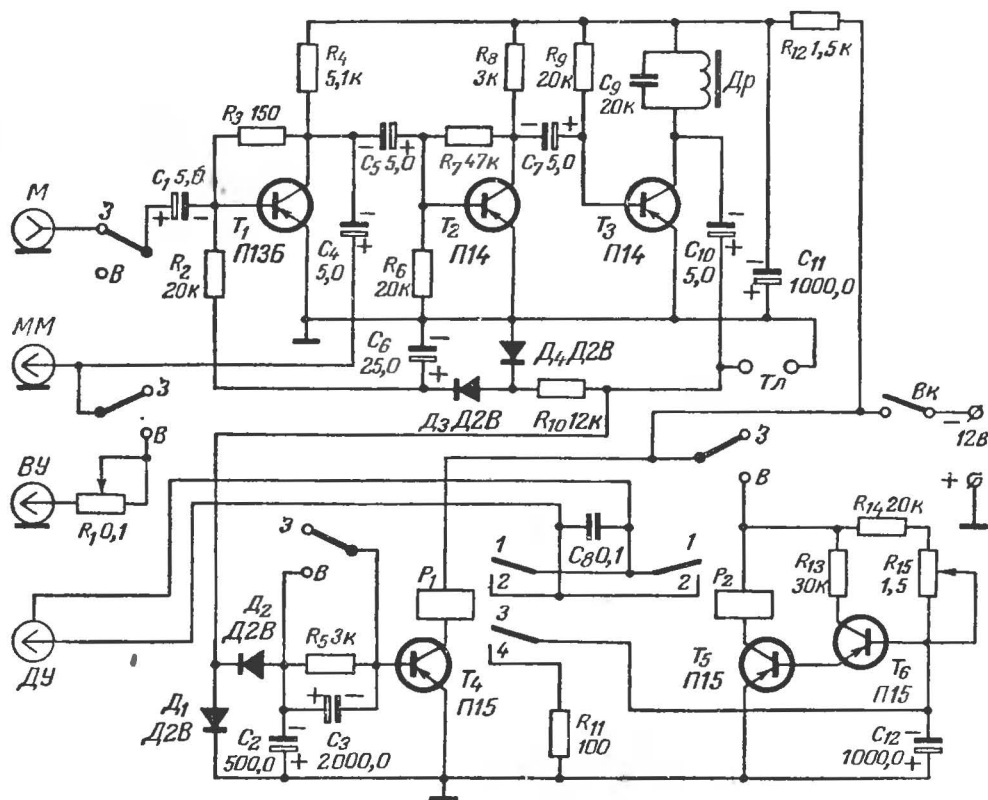 R12 1,5к
R4
5,1к
R8
3к
R9
20к
C9
20к
Др
R3 150
C1 5,0
C5 5,0
R7 47к
C7 5,0
М
З
В
T1
П13Б
C4
5,0
T2
П14
T3
П14
C10
5,0
C11
1000,0
R2
20к
R6
20к
ММ
C6
25,0
Д4 Д2В
Тл
З
В
Д3 Д2В
R10 12к
Вк
12в
ВУ
R1 0,1
З
В
R14 20к
З
В
C8 0,1
1
2
1
2
P1
P2
R13
30к
R15
1,5
ДУ
Д2
Д2В
R5 3к
3
4
T4
П15
T5
П15
T6
П15
Д1
Д2В
C2
500,0
C3
2000,0
R11
100
C12
1000,0